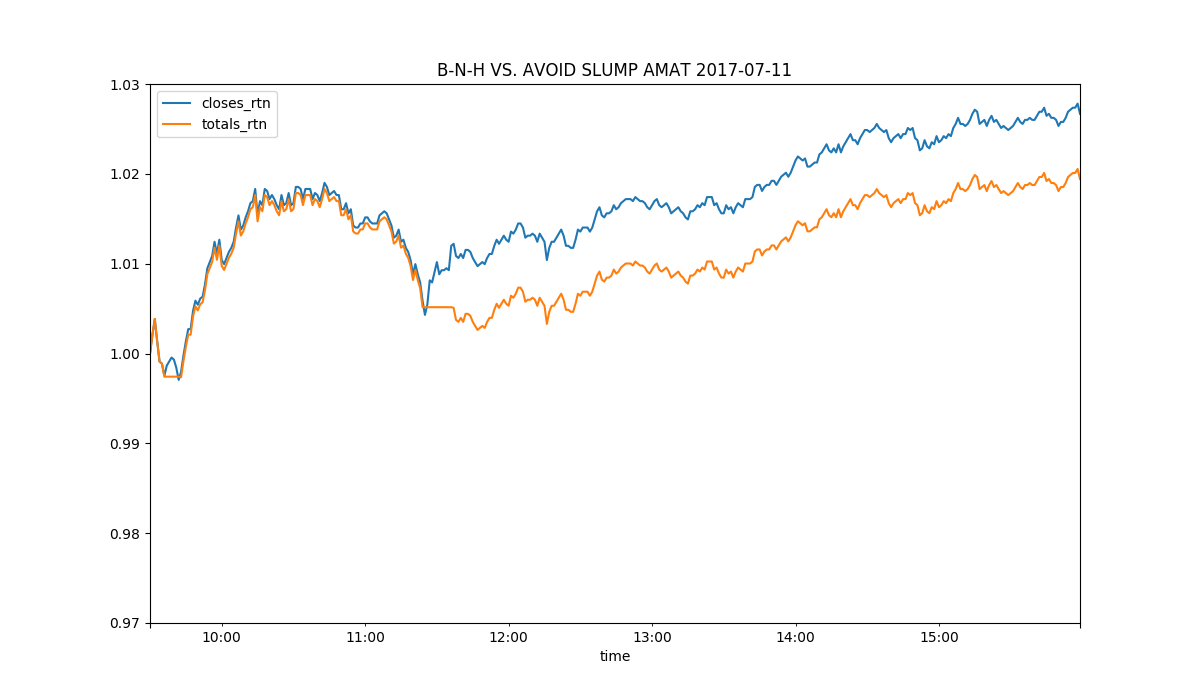 B-N-H VS. AVOID SLUMP AMAT 2017-07-11
closes_rtn
totals_rtn
1.03
1.02
1.01
1.00
0.99
0.98
0.97
10:00 11:00 12:00 13:00 14:00 15:00
time